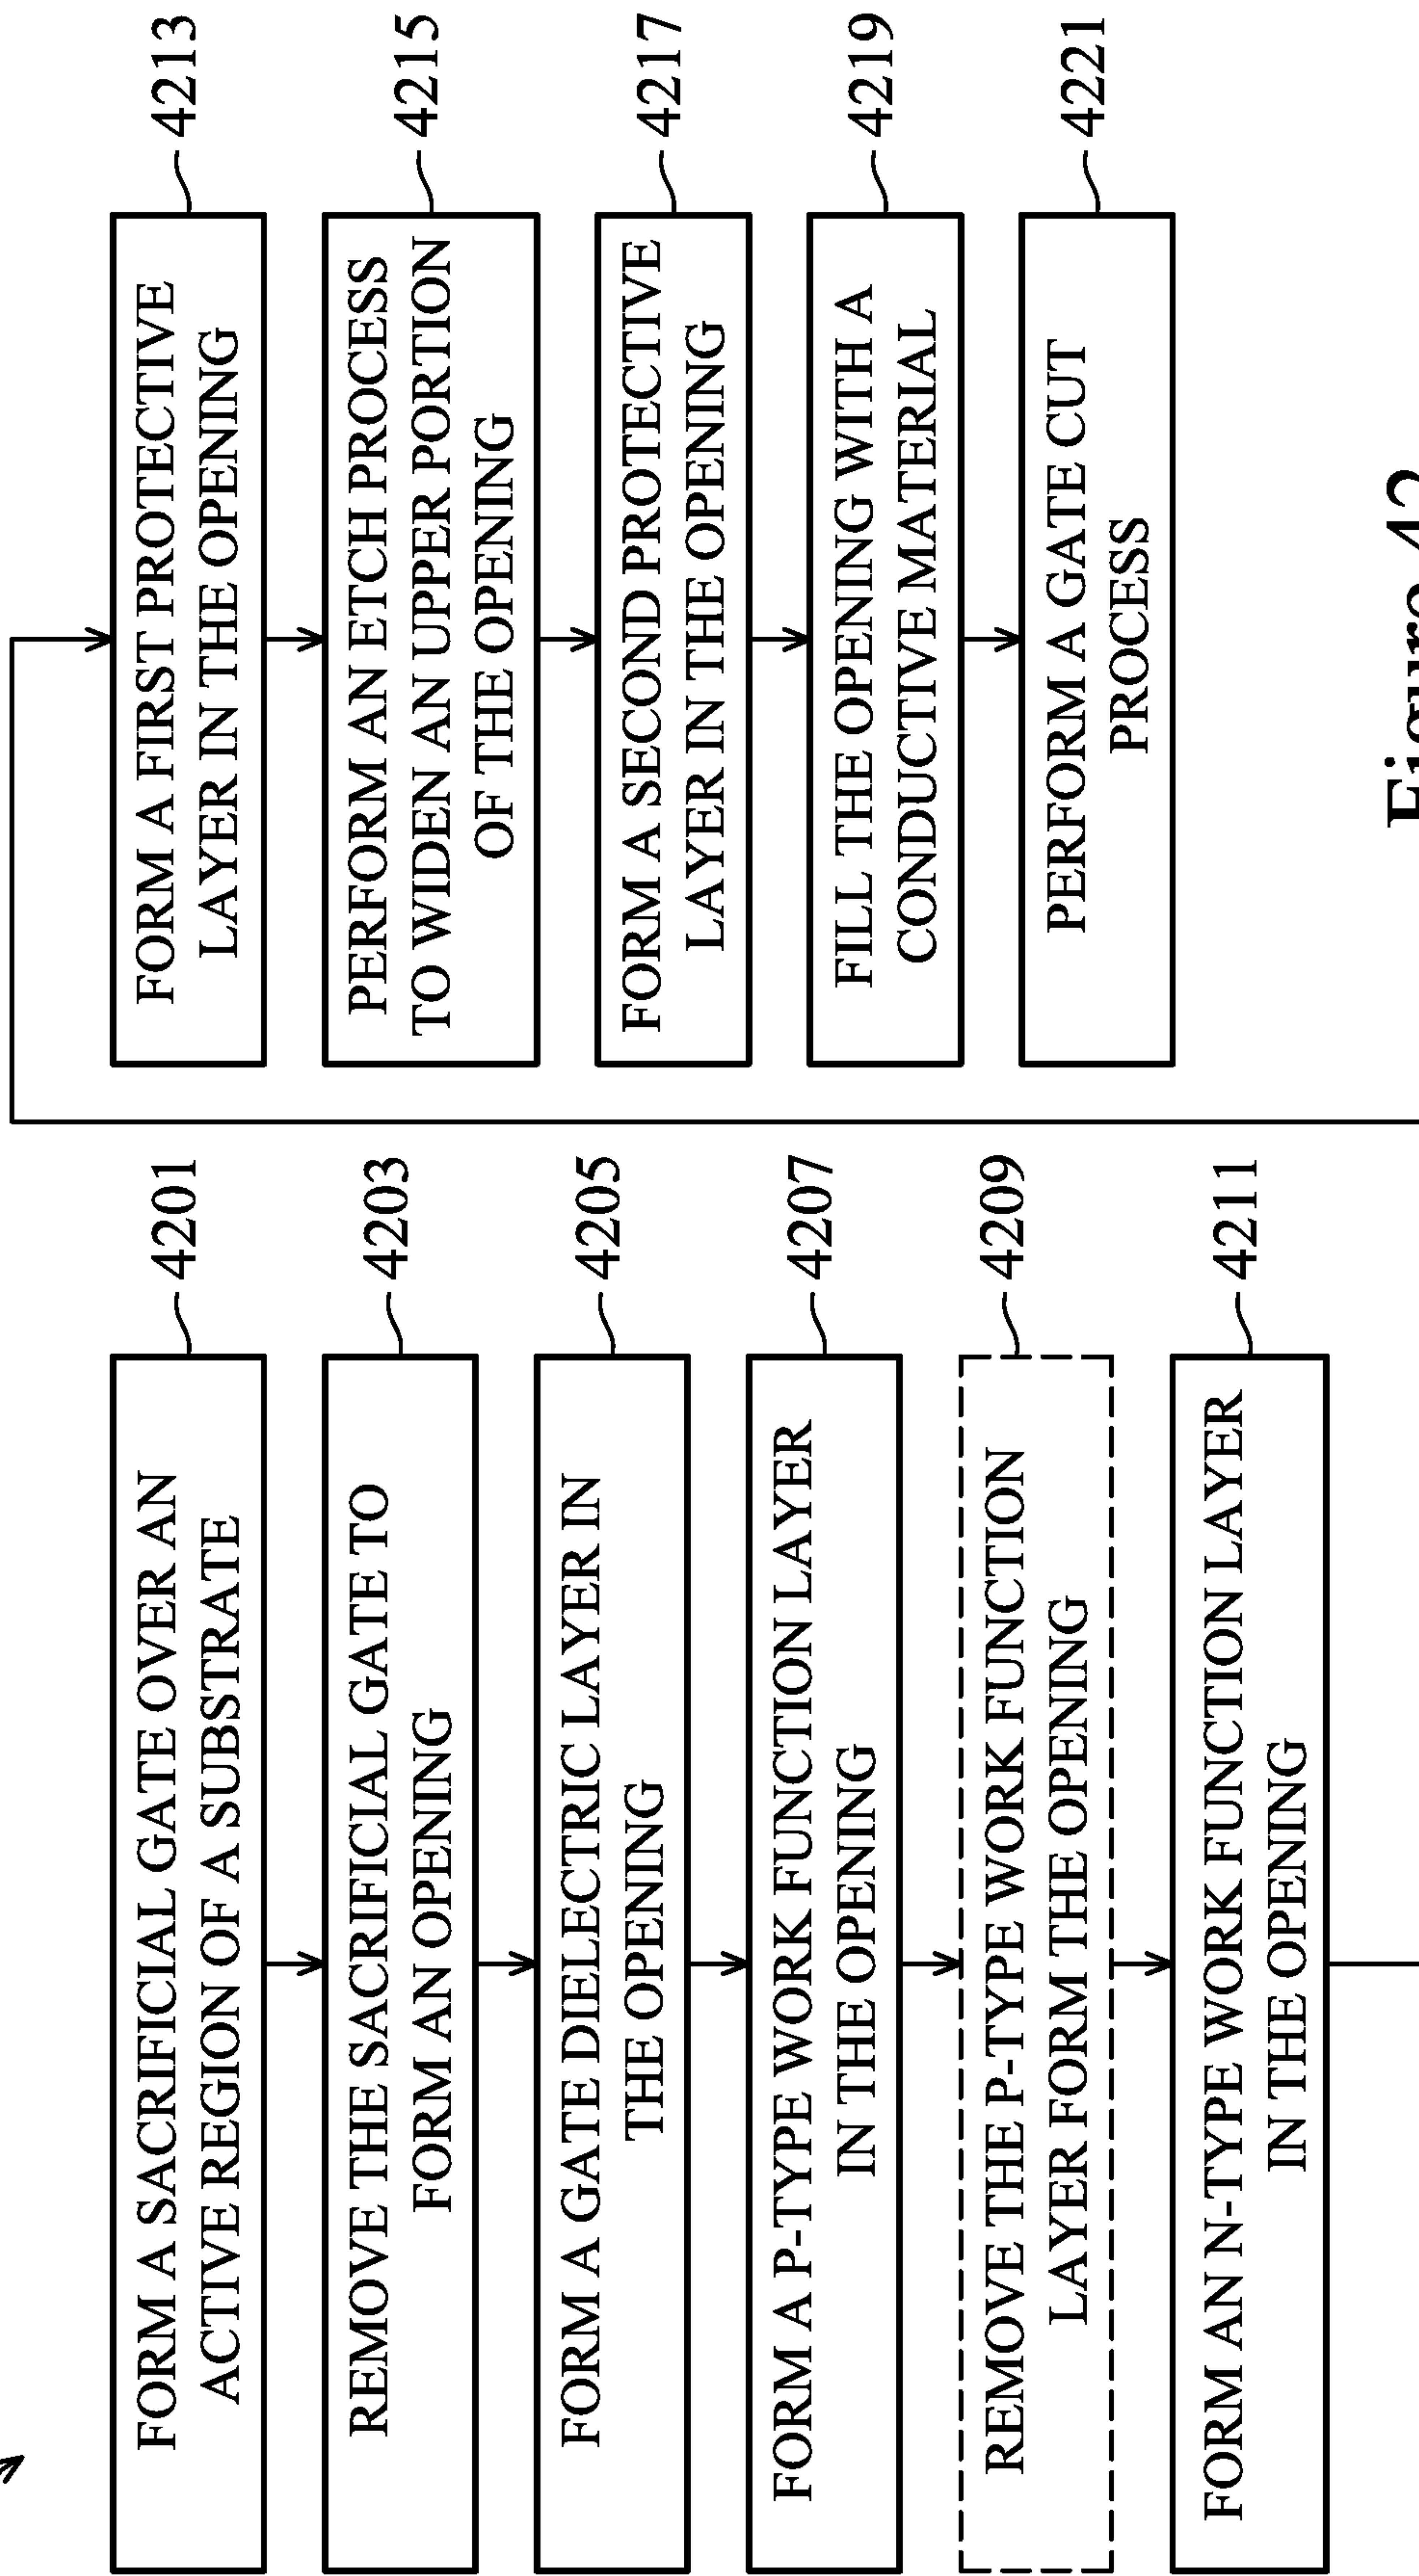 FORM A SACRIFICIAL GATE OVER AN
ACTIVE REGION OF A SUBSTRATE
4201
REMOVE THE SACRIFICIAL GATE TO
FORM AN OPENING
4203
FORM A GATE DIELECTRIC LAYER IN
THE OPENING
4205
FORM A P-TYPE WORK FUNCTION LAYER
IN THE OPENING
4207
REMOVE THE P-TYPE WORK FUNCTION
LAYER FORM THE OPENING
4209
FORM AN N-TYPE WORK FUNCTION LAYER
IN THE OPENING
4211
FORM A FIRST PROTECTIVE
LAYER IN THE OPENING
4213
PERFORM AN ETCH PROCESS
TO WIDEN AN UPPER PORTION
OF THE OPENING
4215
FORM A SECOND PROTECTIVE
LAYER IN THE OPENING
4217
FILL THE OPENING WITH A
CONDUCTIVE MATERIAL
4219
PERFORM A GATE CUT
PROCESS
4221
Figure 42